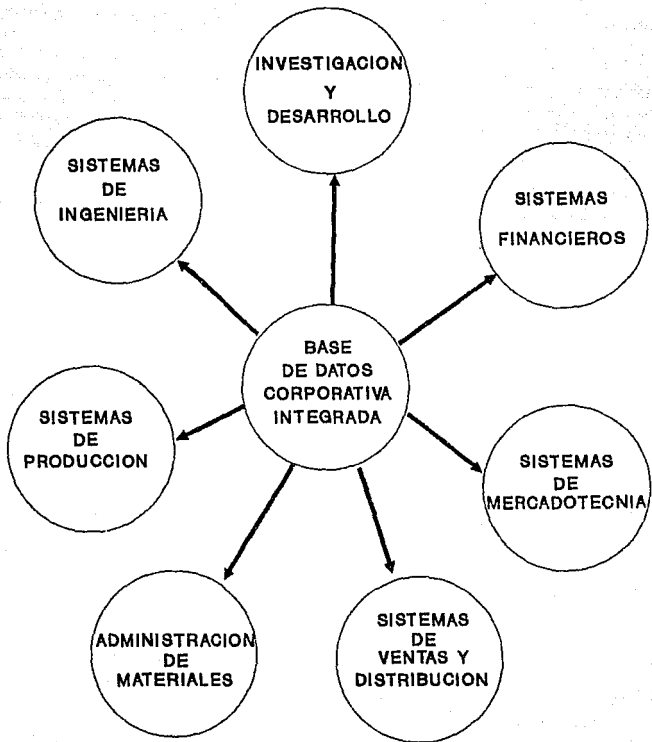 INVESTIGACION
Y
DESARROLLO
SISTEMAS
DE
INGENIERIA
SISTEMAS
FINANCIEROS
BASE
DE DATOS
CORPORATIVA
INTEGRADA
SISTEMAS
DE
PRODUCCION
SISTEMAS
DE
MERCADOTECNIA
ADMINISTRACION
DE
MATERIALES
SISTEMAS
DE
VENTAS Y
DISTRIBUCION